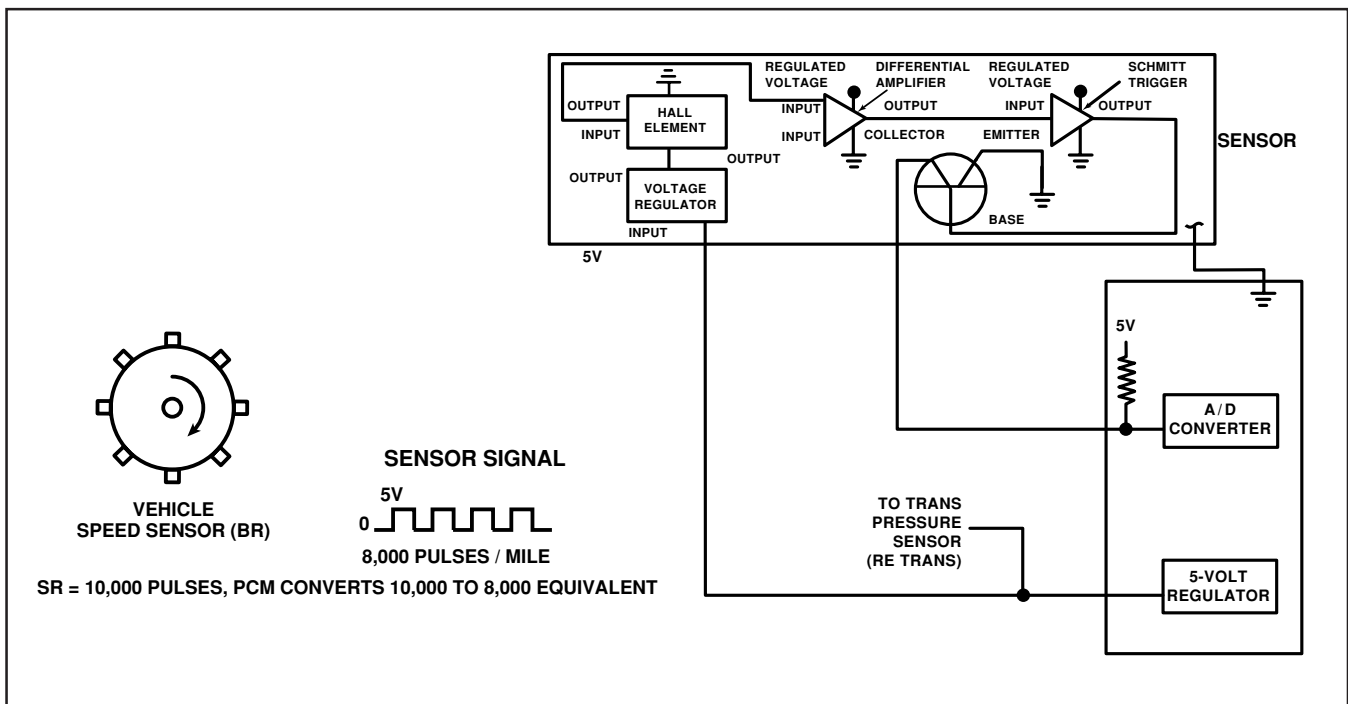 REGULATED
VOLTAGE
DIFFERENTIAL
AMPLIFIER
REGULATED
VOLTAGE
SCHMITT
TRIGGER
OUTPUT
HALL
ELEMENT
INPUT
INPUT
OUTPUT
INPUT
OUTPUT
INPUT
COLLECTOR
EMITTER
SENSOR
OUTPUT
OUTPUT
VOLTAGE
REGULATOR
BASE
INPUT
5V
5V
A/D
CONVERTER
SENSOR SIGNAL
5V
0
8,000 PULSES / MILE
VEHICLE
SPEED SENSOR (BR)
TO TRANS
PRESSURE
SENSOR
(RE TRANS)
5-VOLT
REGULATOR
SR = 10,000 PULSES, PCM CONVERTS 10,000 TO 8,000 EQUIVALENT